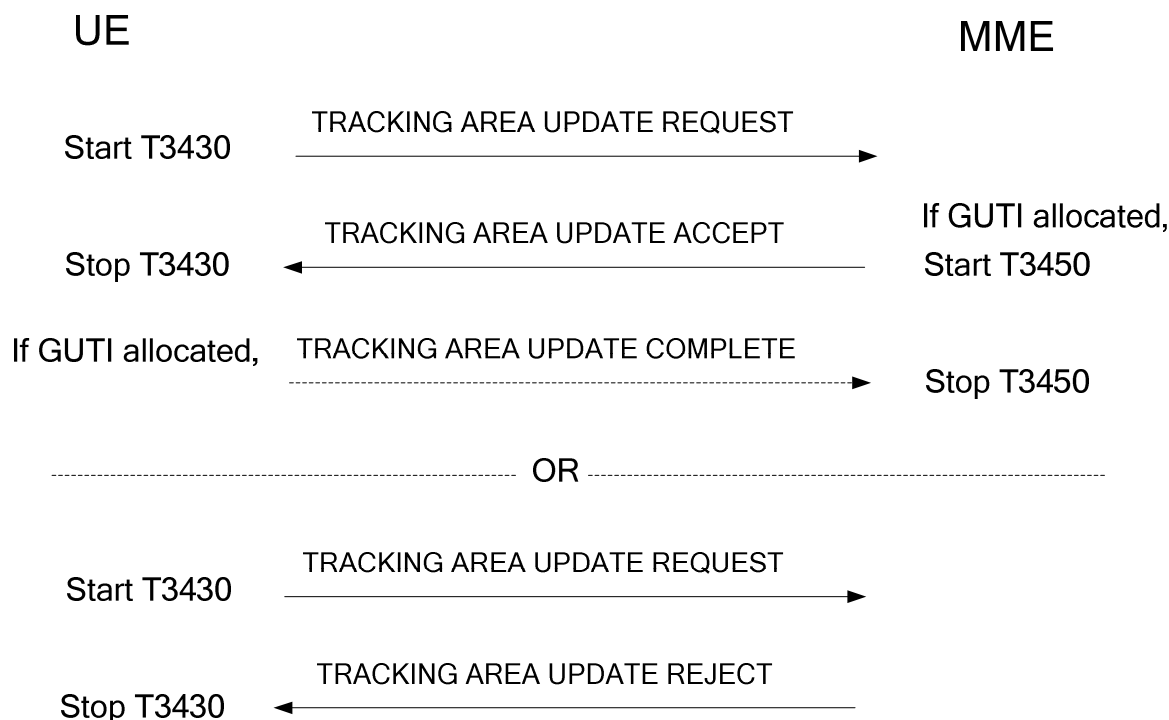 UE
MME
TRACKING AREA UPDATE REQUEST
Start T3430
If GUTI allocated,
TRACKING AREA UPDATE ACCEPT
Stop T3430
Start T3450
If GUTI allocated,
TRACKING AREA UPDATE COMPLETE
Stop T3450
OR
TRACKING AREA UPDATE REQUEST
Start T3430
TRACKING AREA UPDATE REJECT
Stop T3430